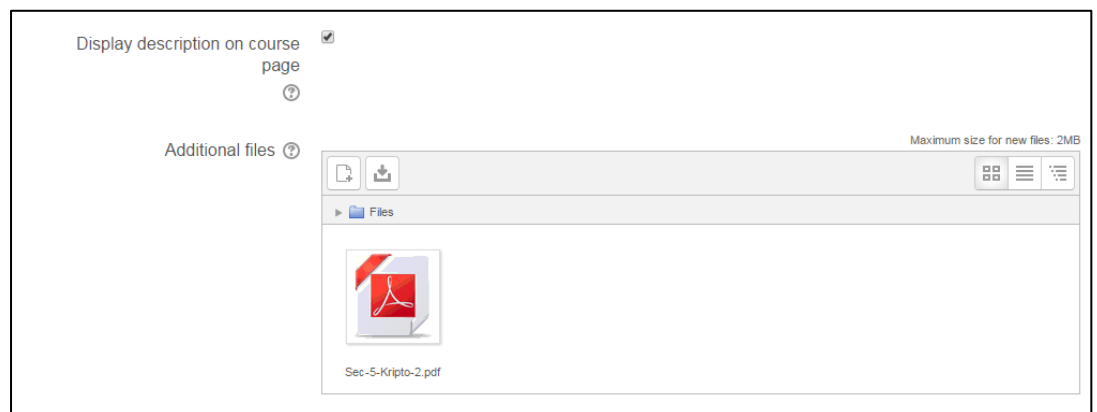 Display description on course
page
Additional files
Maximum size for new files: 2MB
Files
Sec-5-Kripto-2.pdf